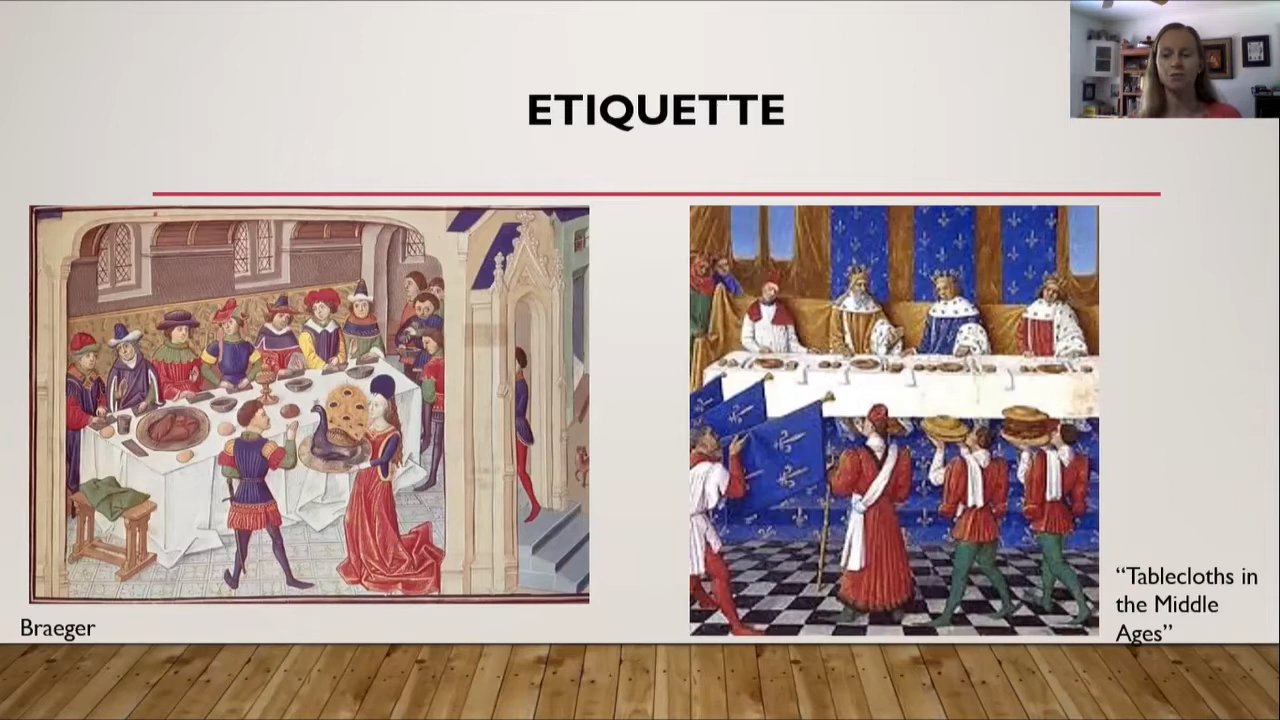 ETIQUETTE
Braeger
“Tablecloths in
the Middle
Ages”